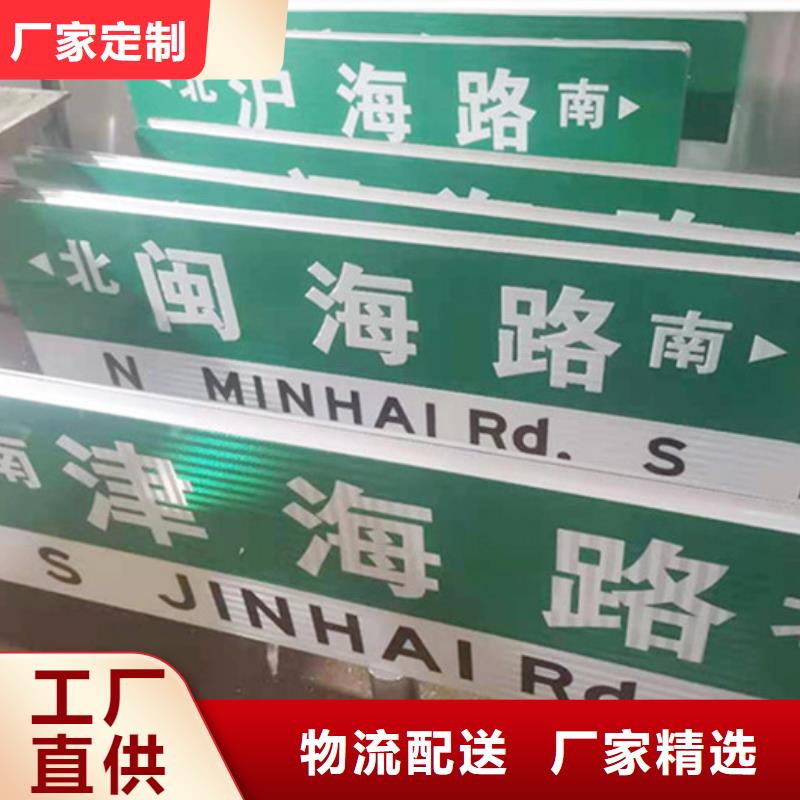 厂家定制
北 沪海路 南
北 闽海路 南
N MINHAI Rd. S
南 津海路
S JINHAI Rd
工厂
直供
物流配送 厂家精选